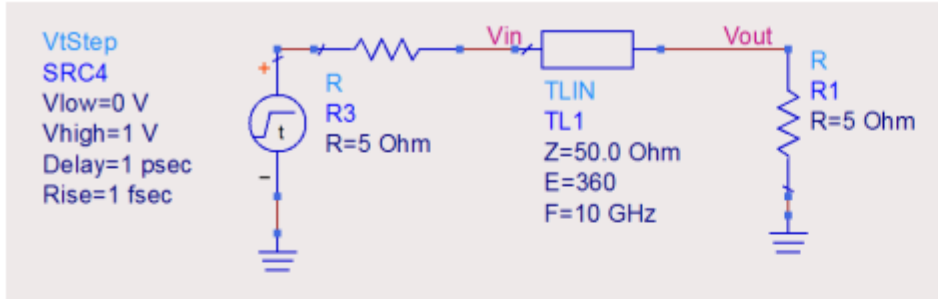 VtStep
SRC4
Vlow=0 V
Vhigh=1 V
Delay=1 psec
Rise=1 fsec
+
t
−
R
R3
R=5 Ohm
Vin
TLIN
TL1
Z=50.0 Ohm
E=360
F=10 GHz
Vout
R
R1
R=5 Ohm